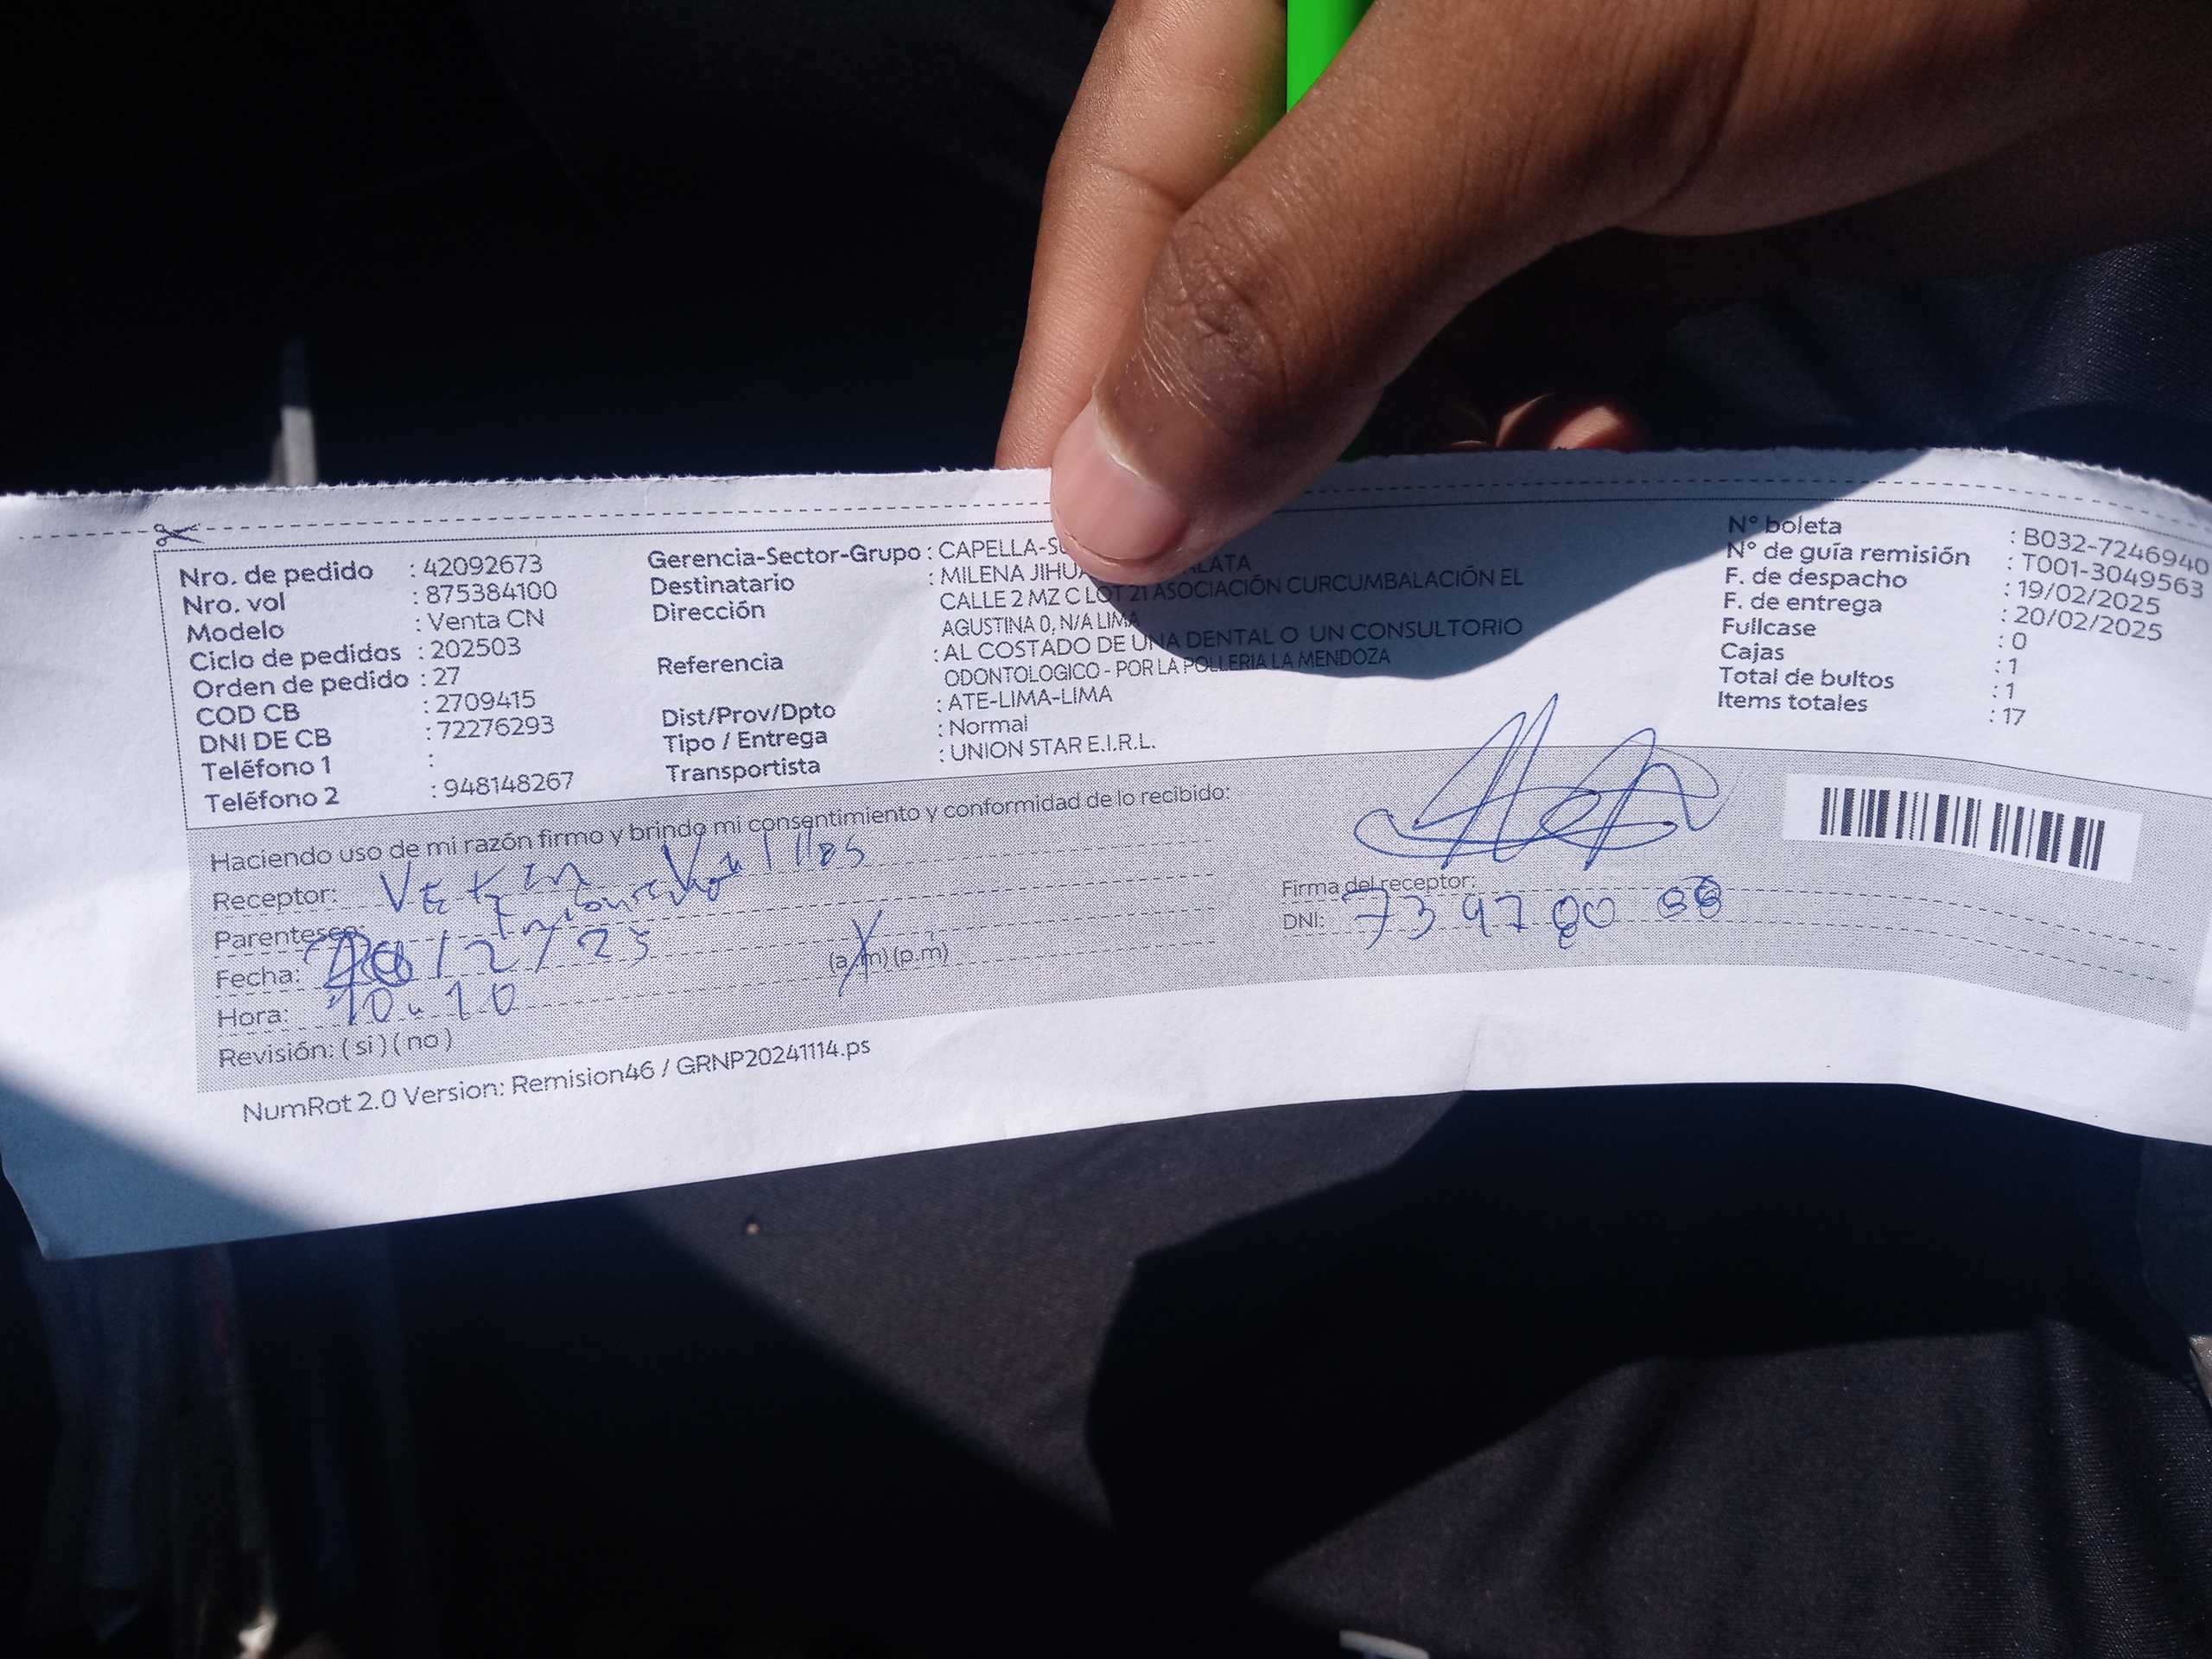 Nro. de pedido : 42092673
Nro. vol : 875384100
Modelo : Venta CN
Ciclo de pedidos : 202503
Orden de pedido : 27
COD CB : 2709415
DNI DE CB : 72276293
Teléfono 1 :
Teléfono 2 : 948148267
Gerencia-Sector-Grupo : CAPELLA-
Destinatario : MILENA
Dirección : CALLE 2 MZ C LOT 21 ASOCIACIÓN CURCUMBALACIÓN EL
AGUSTINA 0, N/A LIMA
Referencia : AL COSTADO DE UNA DENTAL O UN CONSULTORIO
ODONTOLOGICO - POR LA POLLERIA LA MENDOZA
Dist/Prov/Dpto : ATE-LIMA-LIMA
Tipo / Entrega : Normal
Transportista : UNION STAR E.I.R.L.
N° boleta : B032-7246940
N° de guía remisión : T001-3049563
F. de despacho : 19/02/2025
F. de entrega : 20/02/2025
Fullcase : 0
Cajas : 1
Total de bultos : 1
Items totales : 17
Haciendo uso de mi razón firmo y brindo mi consentimiento y conformidad de lo recibido:
Receptor:
Parentesco:
Fecha: 20/2/25
Hora: 10:10 (a.m) (p.m)
Revisión: ( si ) ( no )
Firma del receptor:
DNI:
NumRot 2.0 Version: Remision46 / GRNP20241114.ps